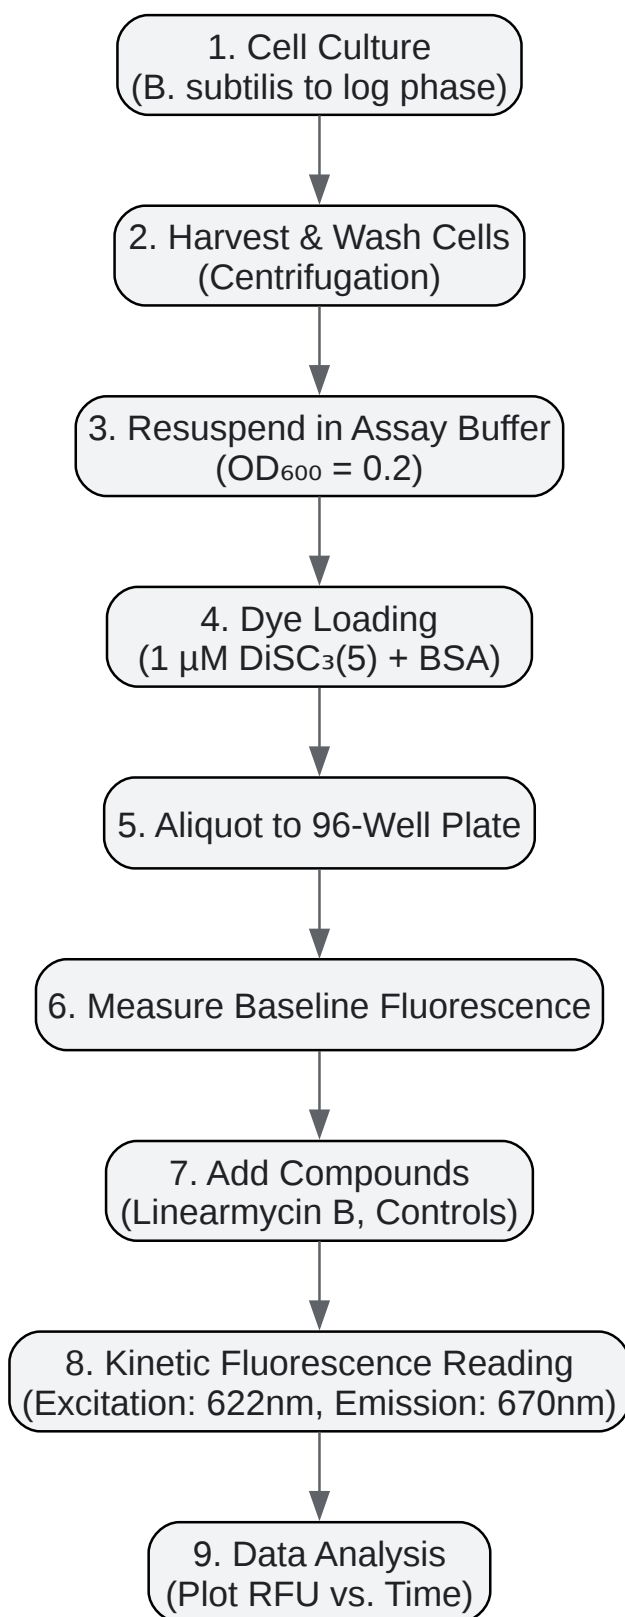 1. Cell Culture
(B. subtilis to log phase)
2. Harvest & Wash Cells
(Centrifugation)
3. Resuspend in Assay Buffer
(OD₆₀₀ = 0.2)
4. Dye Loading
(1 µM DiSC₃(5) + BSA)
5. Aliquot to 96-Well Plate
6. Measure Baseline Fluorescence
7. Add Compounds
(Linearmycin B, Controls)
8. Kinetic Fluorescence Reading
(Excitation: 622nm, Emission: 670nm)
9. Data Analysis
(Plot RFU vs. Time)